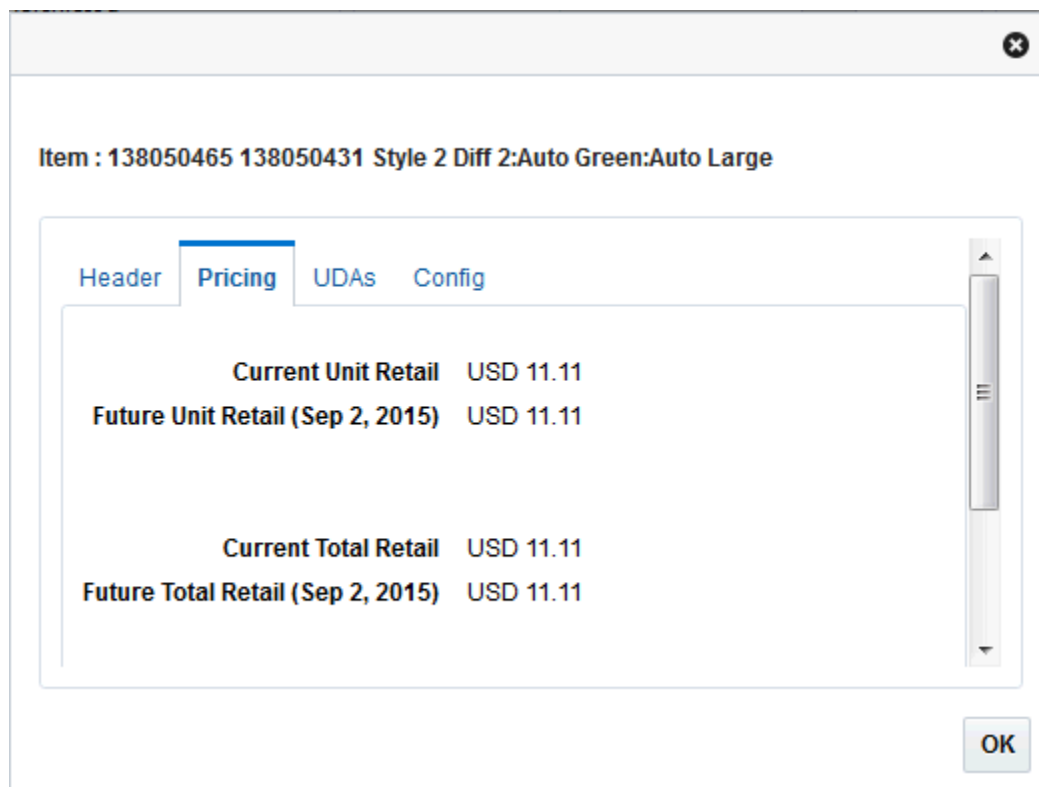 Item : 138050465 138050431 Style 2 Diff 2:Auto Green:Auto Large
Header Pricing UDAs Config
Current Unit Retail USD 11.11
Future Unit Retail (Sep 2, 2015) USD 11.11
Current Total Retail USD 11.11
Future Total Retail (Sep 2, 2015) USD 11.11
OK